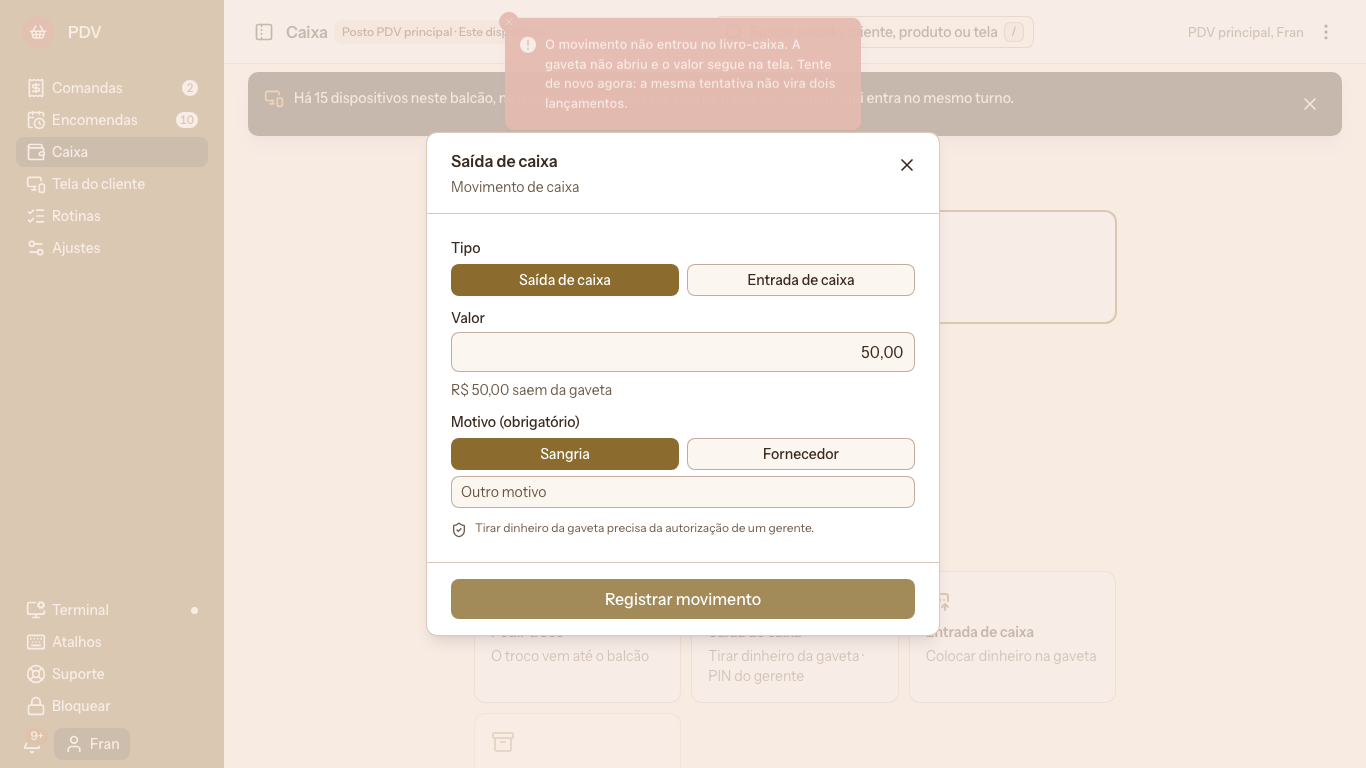 PDV
Comandas 2
Encomendas 10
Caixa
Tela do cliente
Rotinas
Ajustes
Terminal
Atalhos
Suporte
Bloquear
9+
Fran
Caixa
Posto PDV principal · Este
cliente, produto ou tela /
PDV principal, Fran
O movimento não entrou no livro-caixa. A
gaveta não abriu e o valor segue na tela. Tente
de novo agora: a mesma tentativa não vira dois
lançamentos.
Há 15 dispositivos neste balcão,
entra no mesmo turno.
Saída de caixa
Movimento de caixa
Tipo
Saída de caixa
Entrada de caixa
Valor
50,00
R$ 50,00 saem da gaveta
Motivo (obrigatório)
Sangria
Fornecedor
Outro motivo
Tirar dinheiro da gaveta precisa da autorização de um gerente.
Registrar movimento
O troco vem até o balcão
Tirar dinheiro da gaveta ·
PIN do gerente
Entrada de caixa
Colocar dinheiro na gaveta